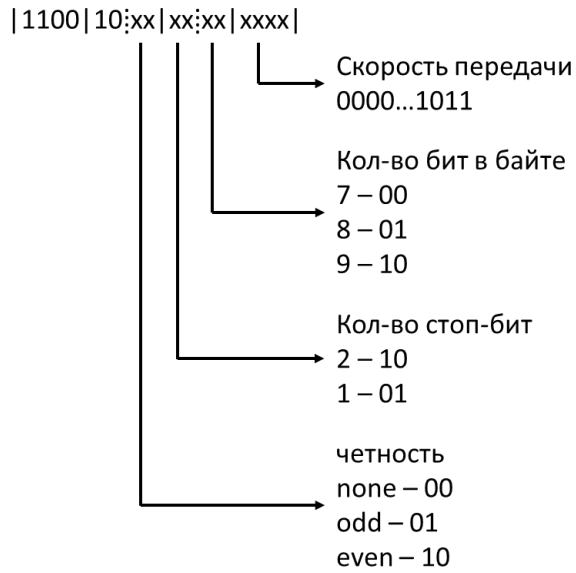 |1100|10⁞xx|xx⁞xx|xxxx|
Скорость передачи
0000...1011
Кол-во бит в байте
7 – 00
8 – 01
9 – 10
Кол-во стоп-бит
2 – 10
1 – 01
четность
none – 00
odd – 01
even – 10